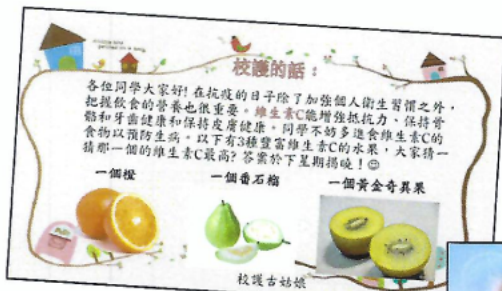 校護的話：
各位同學大家好! 在抗疫的日子除了加強個人衛生習慣之外，
把握飲食的營養也很重要。維生素C能增強抵抗力、保持骨
骼和牙齒健康和保持皮膚健康。同學不妨多進食維生素C的
食物以預防生病。以下有3種豐富維生素C的水果，大家猜一
猜那一個的維生素C最高? 答案於下星期揭曉！☺
一個橙
一個番石榴
一個黃金奇異果
校護古姑娘